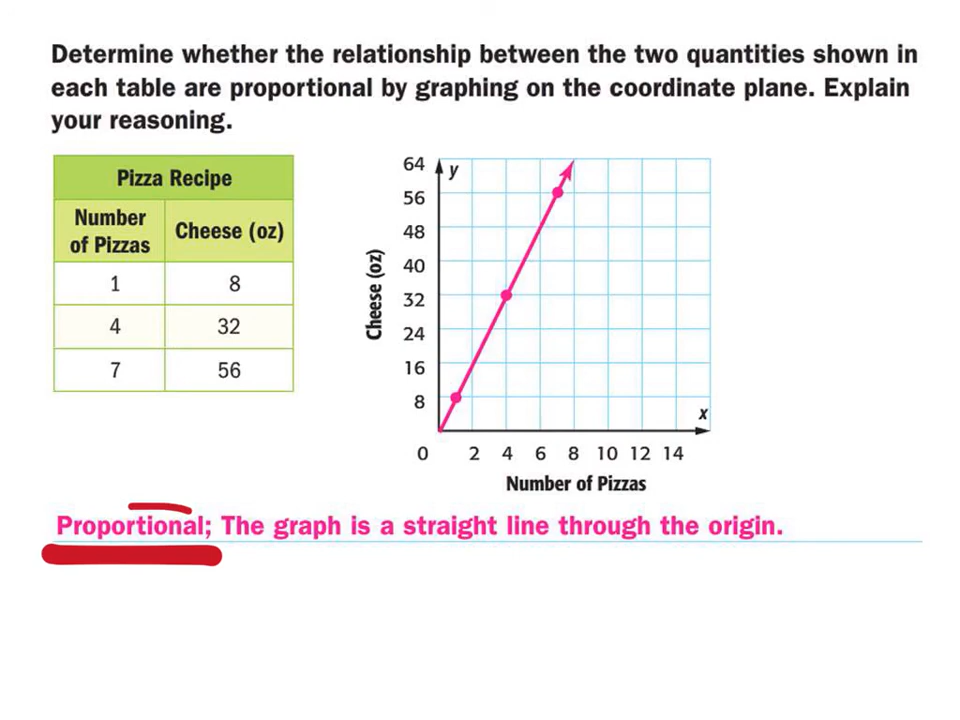 Determine whether the relationship between the two quantities shown in
each table are proportional by graphing on the coordinate plane. Explain
your reasoning.
Pizza Recipe
Number of Pizzas
Cheese (oz)
1 8
4 32
7 56
64
56
48
40
32
24
16
8
Cheese (oz)
y
x
0 2 4 6 8 10 12 14
Number of Pizzas
Proportional; The graph is a straight line through the origin.